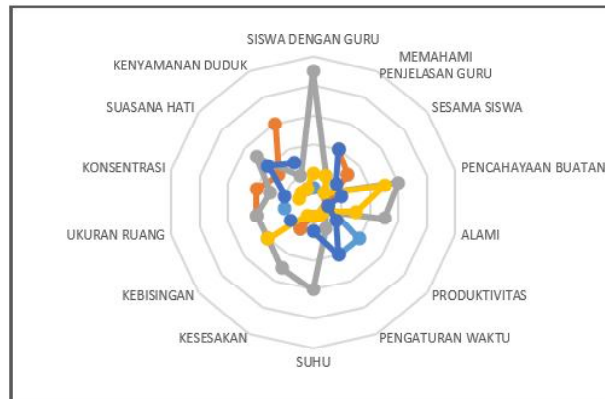 SISWA DENGAN GURU
MEMAHAMI
PENJELASAN GURU
SESAMA SISWA
PENCAHAYAAN BUATAN
ALAMI
PRODUKTIVITAS
PENGATURAN WAKTU
SUHU
KESESAKAN
KEBISINGAN
UKURAN RUANG
KONSENTRASI
SUASANA HATI
KENYAMANAN DUDUK